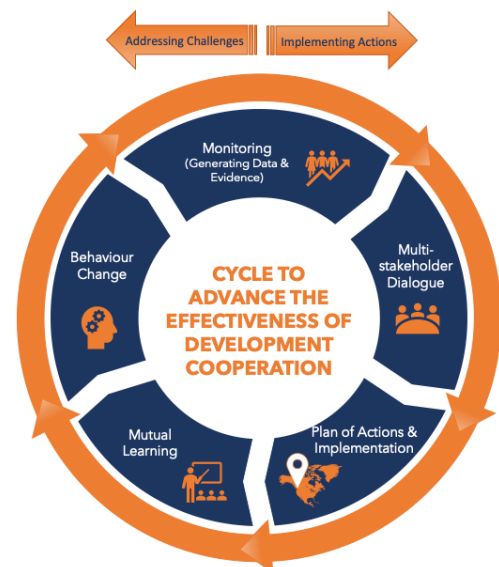 Addressing Challenges
Implementing Actions
Monitoring
(Generating Data &
Evidence)
Multi-
stakeholder
Dialogue
Plan of Actions &
Implementation
Mutual
Learning
Behaviour
Change
CYCLE TO
ADVANCE THE
EFFECTIVENESS OF
DEVELOPMENT
COOPERATION